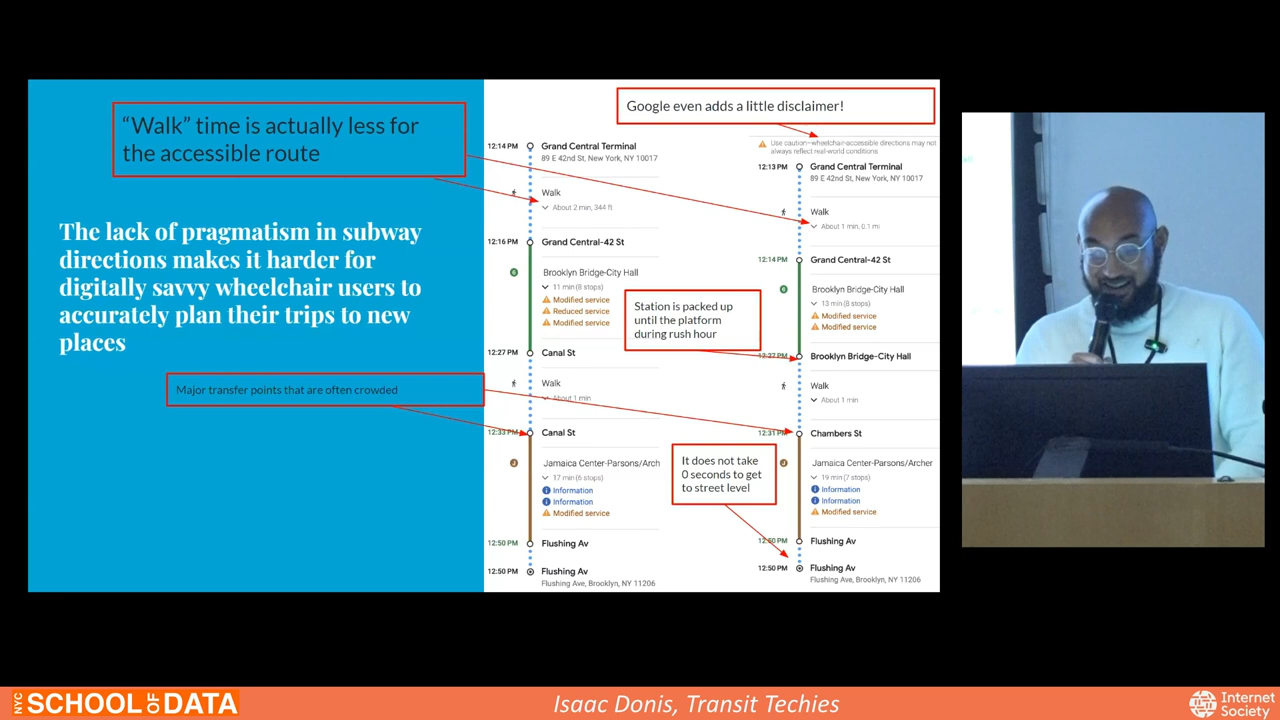 “Walk” time is actually less for
the accessible route
The lack of pragmatism in subway
directions makes it harder for
digitally savvy wheelchair users to
accurately plan their trips to new
places
Major transfer points that are often crowded
12:14 PM Grand Central Terminal
89 E 42nd St, New York, NY 10017
Walk
About 2 min, 344 ft
12:16 PM Grand Central-42 St
6 Brooklyn Bridge-City Hall
11 min (8 stops)
Modified service
Reduced service
Modified service
12:27 PM Canal St
Walk
About 1 min
12:33 PM Canal St
J Jamaica Center-Parsons/Arch
17 min (6 stops)
Information
Information
Modified service
12:50 PM Flushing Av
12:50 PM Flushing Av
Flushing Ave, Brooklyn, NY 11206
Google even adds a little disclaimer!
Use caution–wheelchair-accessible directions may not
always reflect real-world conditions
12:13 PM Grand Central Terminal
89 E 42nd St, New York, NY 10017
Walk
About 1 min, 0.1 mi
12:14 PM Grand Central-42 St
6 Brooklyn Bridge-City Hall
13 min (8 stops)
Modified service
Modified service
Station is packed up
until the platform
during rush hour
12:27 PM Brooklyn Bridge-City Hall
Walk
About 1 min
12:31 PM Chambers St
J Jamaica Center-Parsons/Archer
19 min (7 stops)
Information
Information
Modified service
It does not take
0 seconds to get
to street level
12:50 PM Flushing Av
12:50 PM Flushing Av
Flushing Ave, Brooklyn, NY 11206
NYC SCHOOL OF DATA
Isaac Donis, Transit Techies
Internet
Society